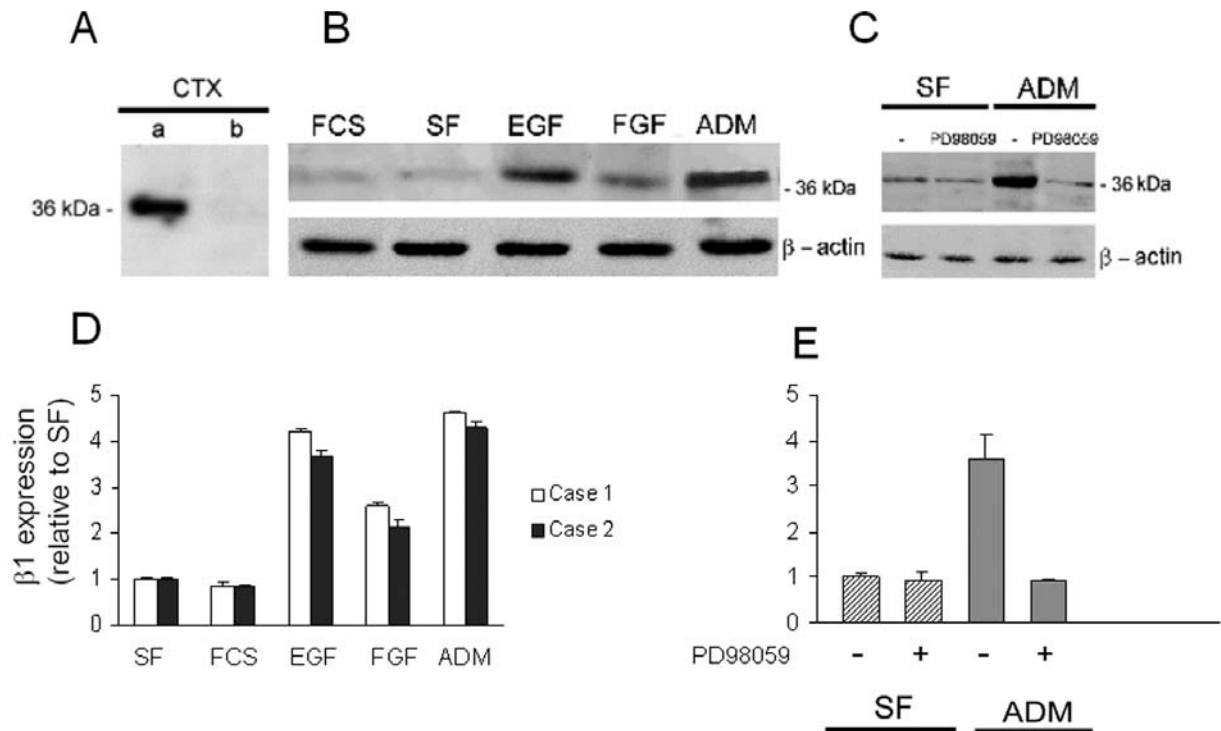 A
CTX
a b
36 kDa -
B
FCS SF EGF FGF ADM
- 36 kDa
β – actin
C
SF ADM
- PD98059 - PD98059
- 36 kDa
β – actin
D
β1 expression
(relative to SF)
5
4
3
2
1
0
SF FCS EGF FGF ADM
Case 1
Case 2
E
5
4
3
2
1
0
PD98059 - + - +
SF ADM